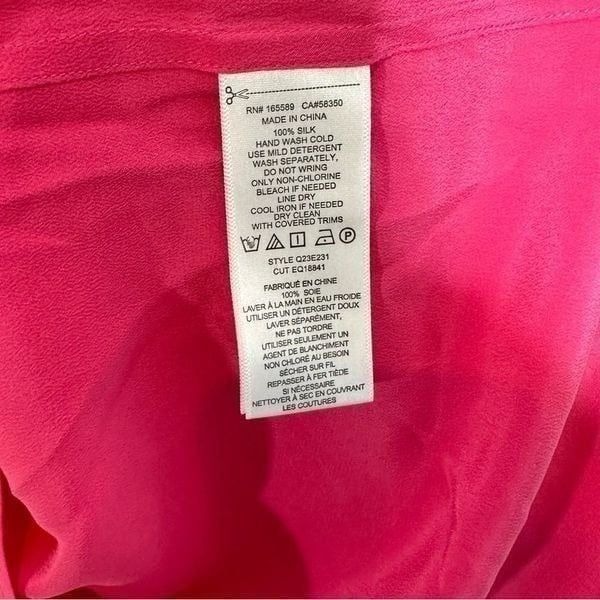 RN# 165589 CA#58350
MADE IN CHINA
100% SILK
HAND WASH COLD
USE MILD DETERGENT
WASH SEPARATELY,
DO NOT WRING
ONLY NON-CHLORINE
BLEACH IF NEEDED
LINE DRY
COOL IRON IF NEEDED
DRY CLEAN
WITH COVERED TRIMS
P
STYLE Q23E231
CUT EQ18841
FABRIQUÉ EN CHINE
100% SOIE
LAVER À LA MAIN EN EAU FROIDE
UTILISER UN DÉTERGENT DOUX
LAVER SÉPARÉMENT,
NE PAS TORDRE
UTILISER SEULEMENT UN
AGENT DE BLANCHIMENT
NON CHLORÉ AU BESOIN
SÉCHER SUR FIL
REPASSER À FER TIÈDE
SI NÉCESSAIRE
NETTOYER À SEC EN COUVRANT
LES COUTURES